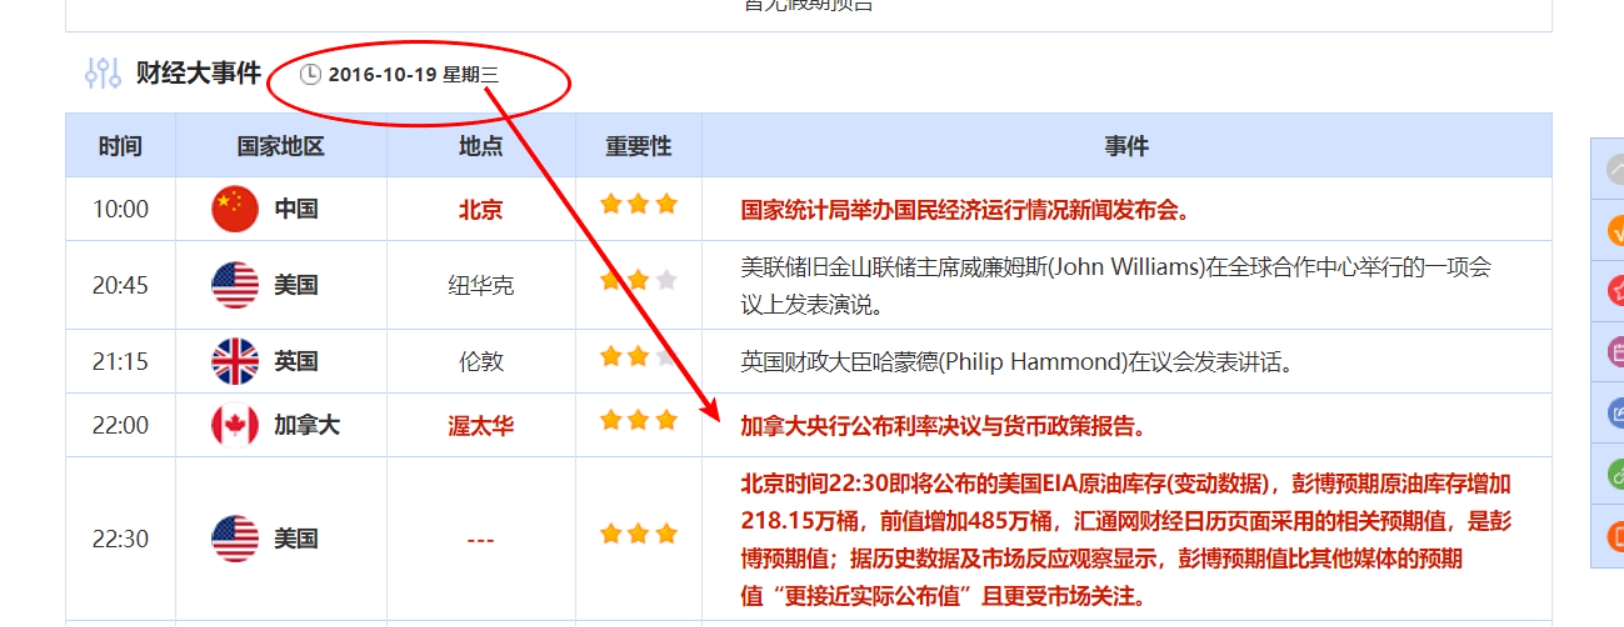 暂无假期预告
财经大事件 2016-10-19 星期三
时间 国家地区 地点 重要性 事件
10:00 中国 北京 国家统计局举办国民经济运行情况新闻发布会。
20:45 美国 纽华克 美联储旧金山联储主席威廉姆斯(John Williams)在全球合作中心举行的一项会
议上发表演说。
21:15 英国 伦敦 英国财政大臣哈蒙德(Philip Hammond)在议会发表讲话。
22:00 加拿大 渥太华 加拿大央行公布利率决议与货币政策报告。
22:30 美国 --- 北京时间22:30即将公布的美国EIA原油库存(变动数据)，彭博预期原油库存增加
218.15万桶，前值增加485万桶，汇通网财经日历页面采用的相关预期值，是彭
博预期值；据历史数据及市场反应观察显示，彭博预期值比其他媒体的预期
值“更接近实际公布值”且更受市场关注。